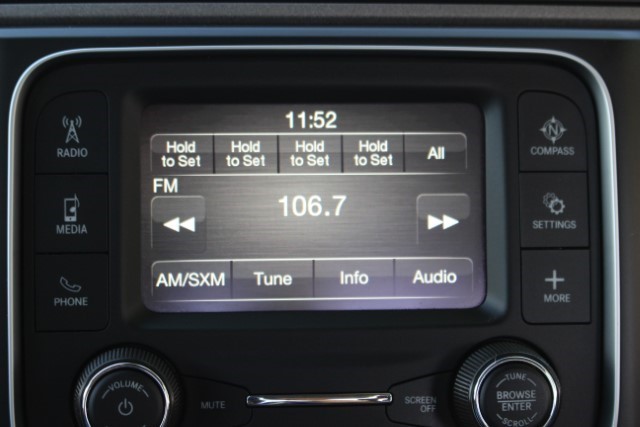 11:52
Hold to Set
Hold to Set
Hold to Set
Hold to Set
All
FM
106.7
AM/SXM Tune Info Audio
RADIO
MEDIA
PHONE
N
COMPASS
SETTINGS
MORE
VOLUME
MUTE
SCREEN
OFF
TUNE
BROWSE
ENTER
SCROLL